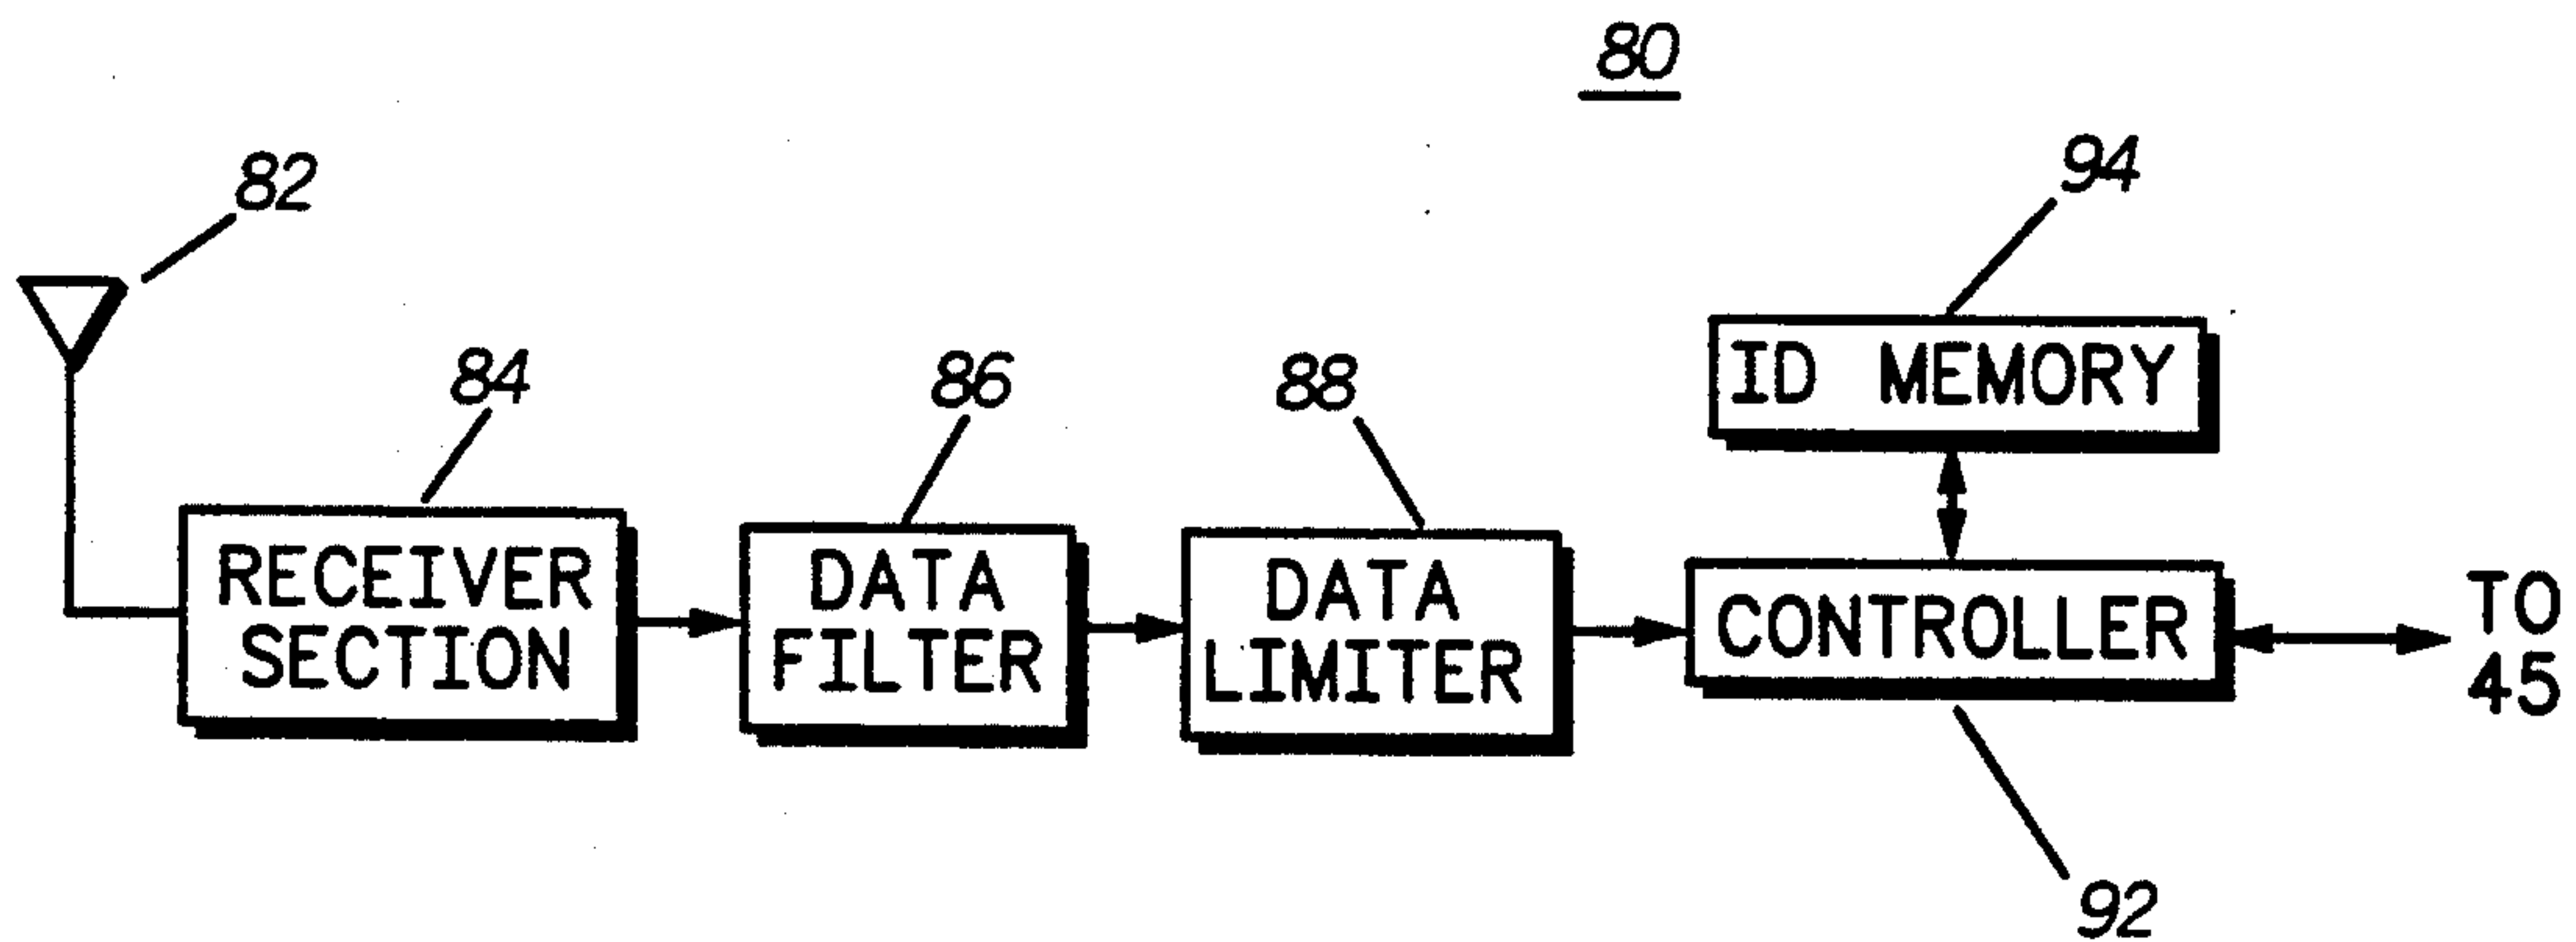 80
82
94
84
86
88
ID MEMORY
RECEIVER
SECTION
DATA
FILTER
DATA
LIMITER
CONTROLLER
TO
45
92